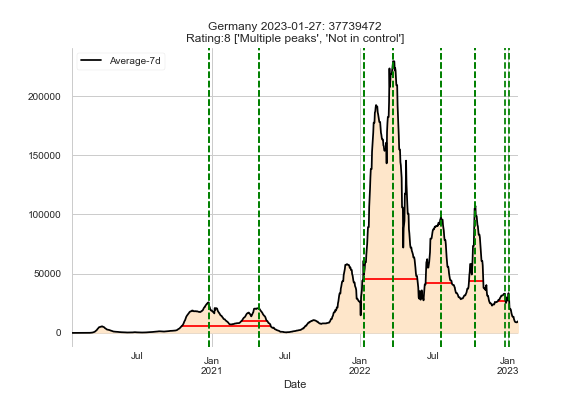 Germany 2023-01-27: 37739472
Rating:8 ['Multiple peaks', 'Not in control']
Average-7d
200000
150000
100000
50000
0
Jul
Jan
2021
Jul
Jan
2022
Jul
Jan
2023
Date